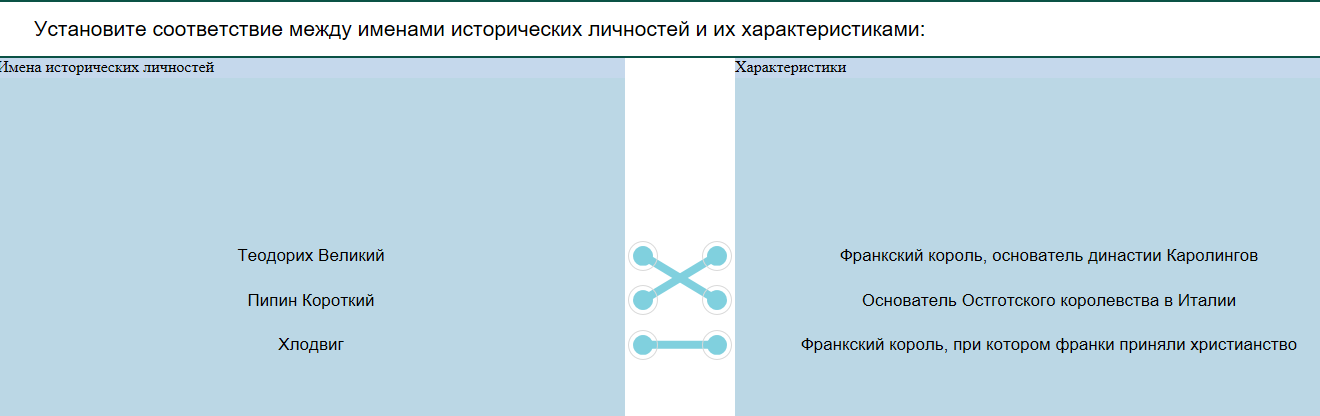 Установите соответствие между именами исторических личностей и их характеристиками:
Имена исторических личностей
Характеристики
Теодорих Великий
Франкский король, основатель династии Каролингов
Пипин Короткий
Основатель Остготского королевства в Италии
Хлодвиг
Франкский король, при котором франки приняли христианство